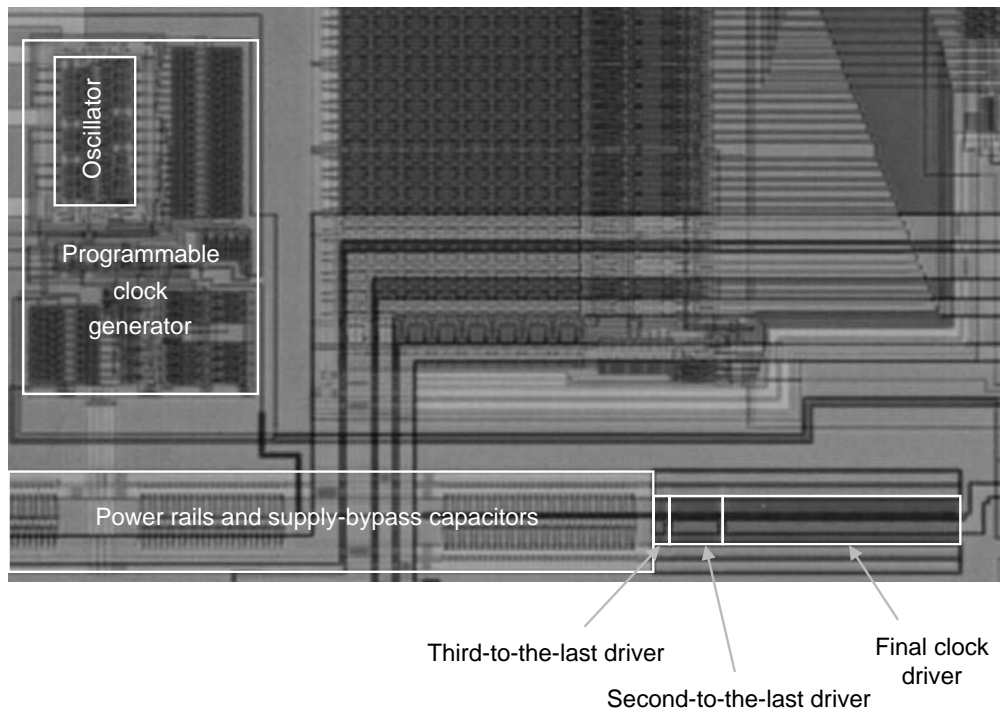 Oscillator
Programmable
clock
generator
Power rails and supply-bypass capacitors
Third-to-the-last driver
Final clock
driver
Second-to-the-last driver